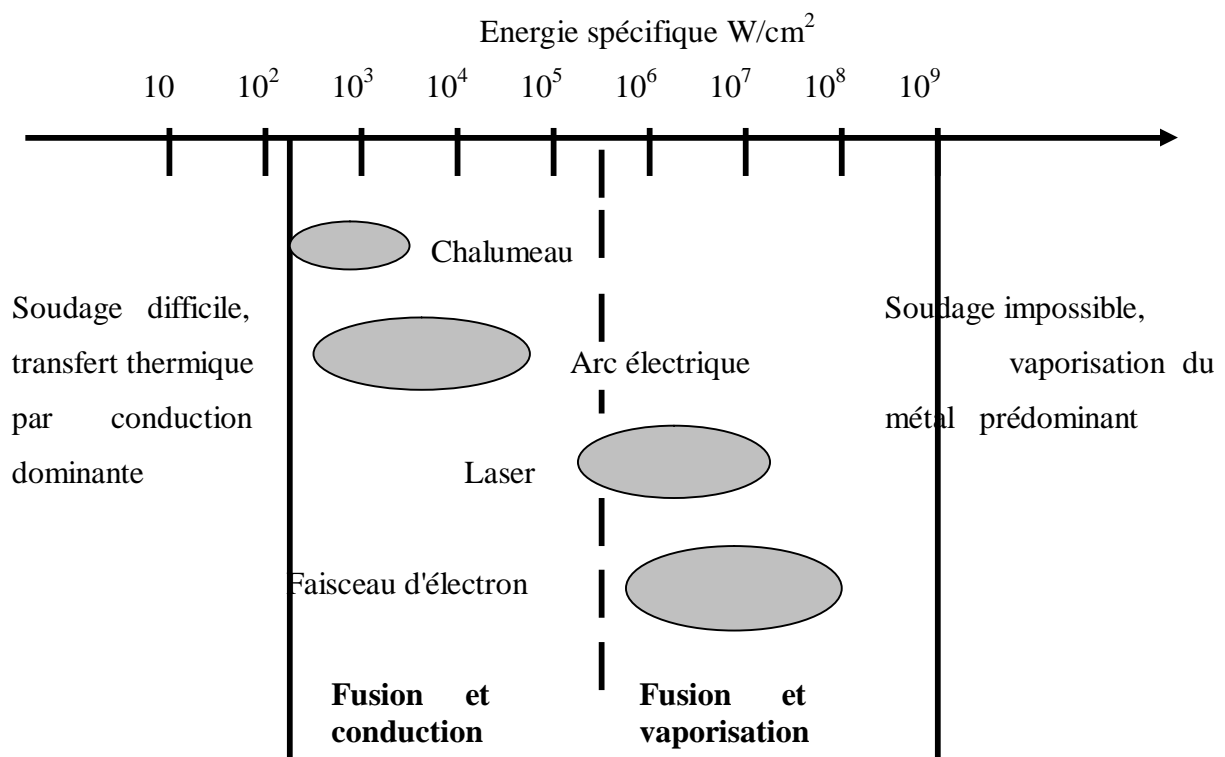 Energie spécifique W/cm²
10 10² 10³ 10⁴ 10⁵ 10⁶ 10⁷ 10⁸ 10⁹
Chalumeau
Soudage difficile,
transfert thermique
par conduction
dominante
Arc électrique
Soudage impossible,
vaporisation du
métal prédominant
Laser
Faisceau d'électron
Fusion et
conduction
Fusion et
vaporisation